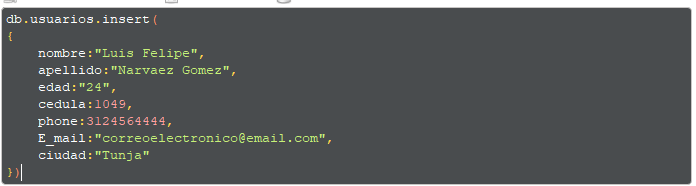 db.usuarios.insert(
{
nombre:"Luis Felipe",
apellido:"Narvaez Gomez",
edad:"24",
cedula:1049,
phone:3124564444,
E_mail:"correoelectronico@email.com",
ciudad:"Tunja"
})